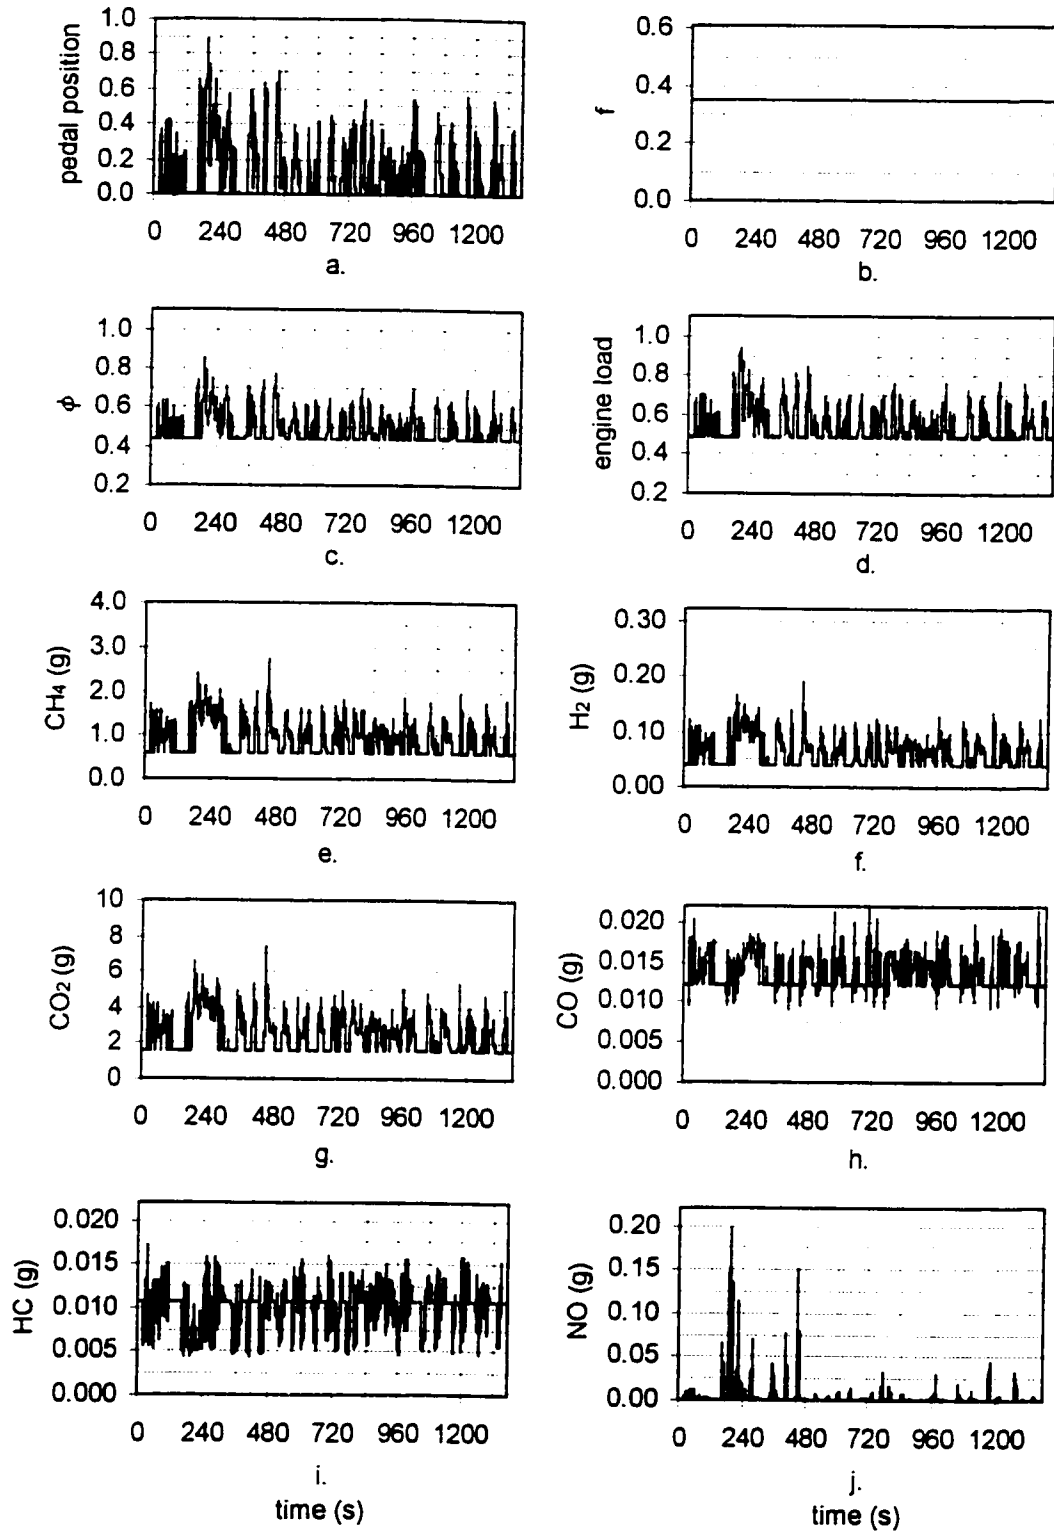 pedal position
1.0
0.8
0.6
0.4
0.2
0.0
0 240 480 720 960 1200
a.
f
0.6
0.4
0.2
0.0
0 240 480 720 960 1200
b.
ϕ
1.0
0.8
0.6
0.4
0.2
0 240 480 720 960 1200
c.
engine load
1.0
0.8
0.6
0.4
0.2
0 240 480 720 960 1200
d.
CH4 (g)
4.0
3.0
2.0
1.0
0.0
0 240 480 720 960 1200
e.
H2 (g)
0.30
0.20
0.10
0.00
0 240 480 720 960 1200
f.
CO2 (g)
10
8
6
4
2
0
0 240 480 720 960 1200
g.
CO (g)
0.020
0.015
0.010
0.005
0.000
0 240 480 720 960 1200
h.
HC (g)
0.020
0.015
0.010
0.005
0.000
0 240 480 720 960 1200
i.
time (s)
NO (g)
0.20
0.15
0.10
0.05
0.00
0 240 480 720 960 1200
j.
time (s)